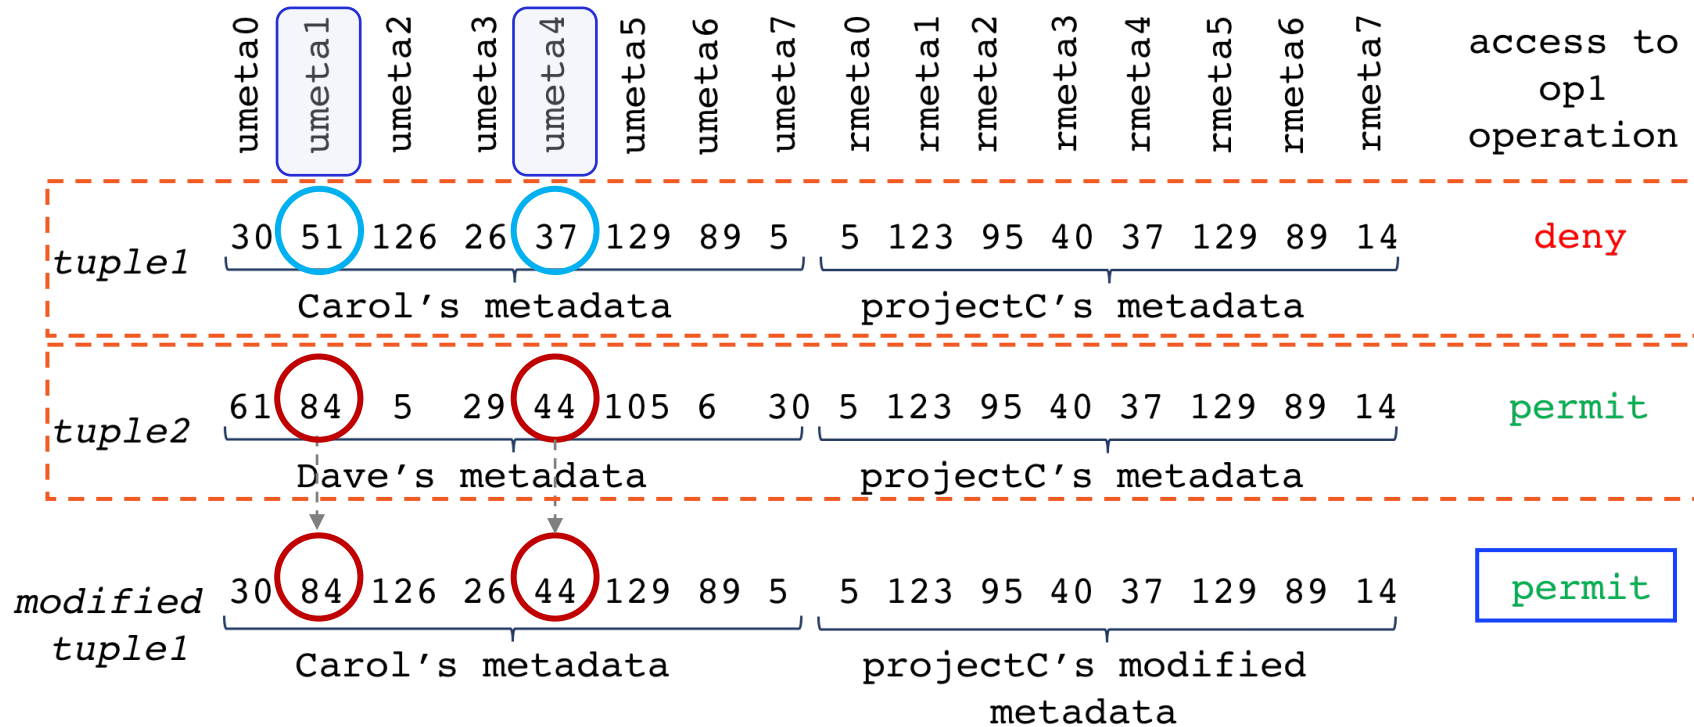 umeta0 umeta1 umeta2 umeta3 umeta4 umeta5 umeta6 umeta7 rmeta0 rmeta1 rmeta2 rmeta3 rmeta4 rmeta5 rmeta6 rmeta7
access to
op1
operation
tuple1 30 51 126 26 37 129 89 5 5 123 95 40 37 129 89 14 deny
Carol’s metadata projectC’s metadata
tuple2 61 84 5 29 44 105 6 30 5 123 95 40 37 129 89 14 permit
Dave’s metadata projectC’s metadata
modified
tuple1
30 84 126 26 44 129 89 5 5 123 95 40 37 129 89 14 permit
Carol’s metadata projectC’s modified
metadata